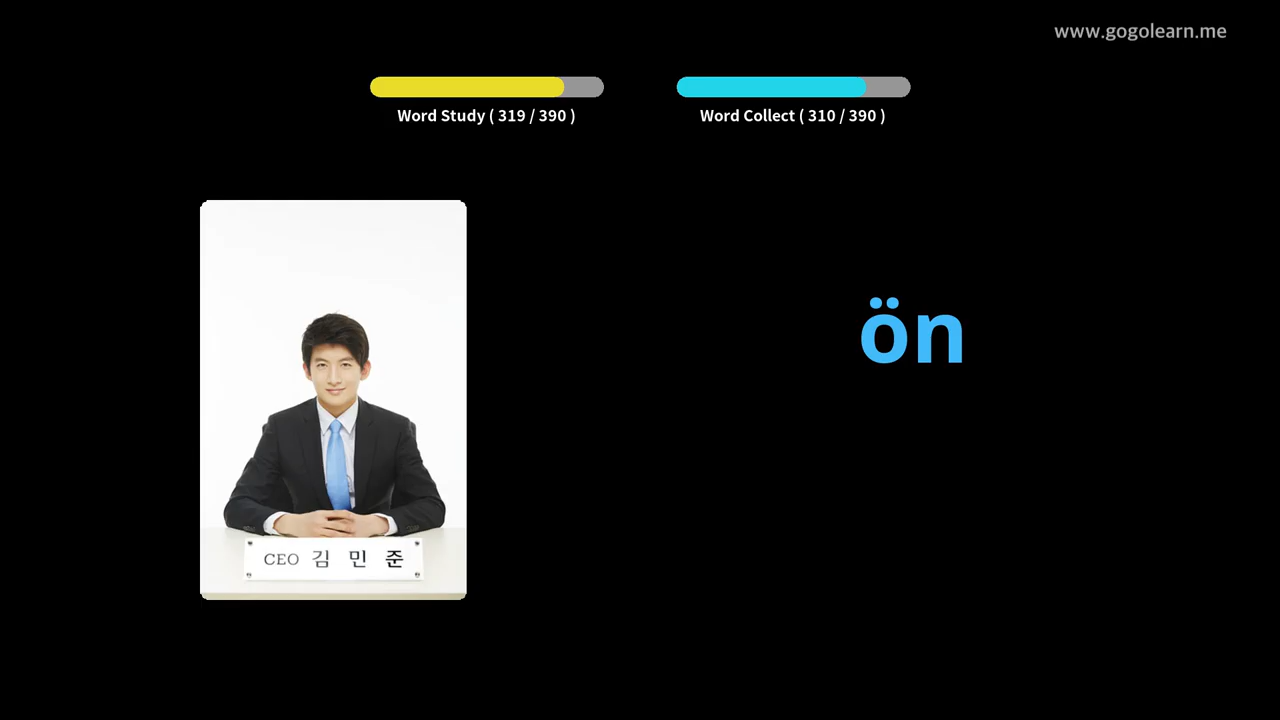 www.gogolearn.me
Word Study ( 319 / 390 )
Word Collect ( 310 / 390 )
ön
CEO 김 민 준